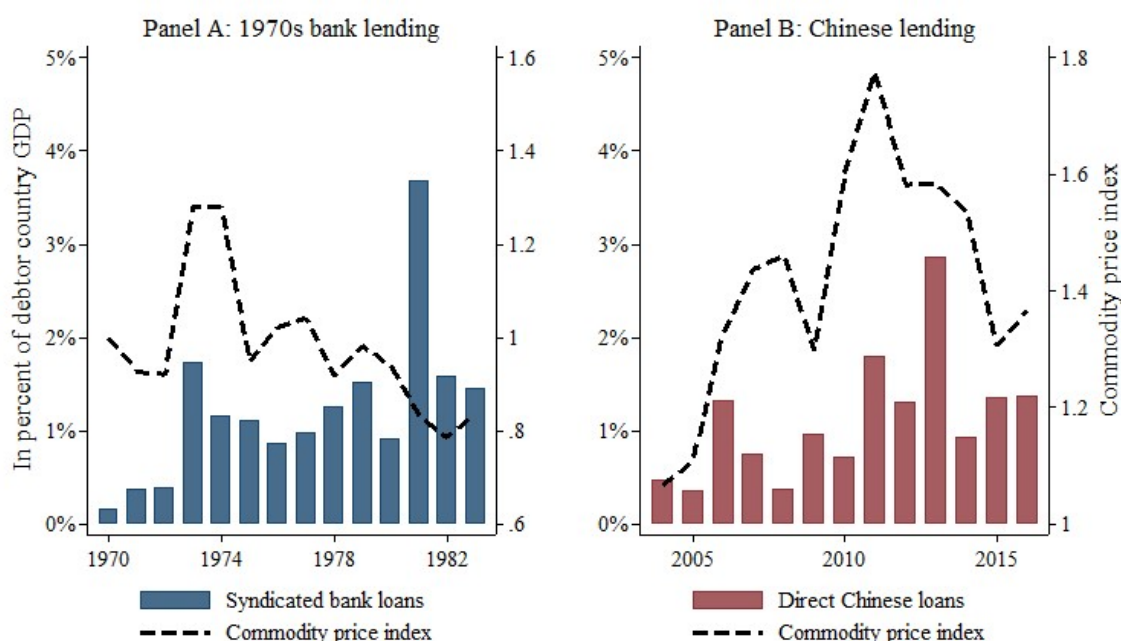 Panel A: 1970s bank lending
In percent of debtor country GDP
5%
4%
3%
2%
1%
0%
1.6
1.4
1.2
1
.8
.6
1970 1974 1978 1982
Syndicated bank loans
Commodity price index
Panel B: Chinese lending
5%
4%
3%
2%
1%
0%
1.8
1.6
1.4
1.2
1
Commodity price index
2005 2010 2015
Direct Chinese loans
Commodity price index